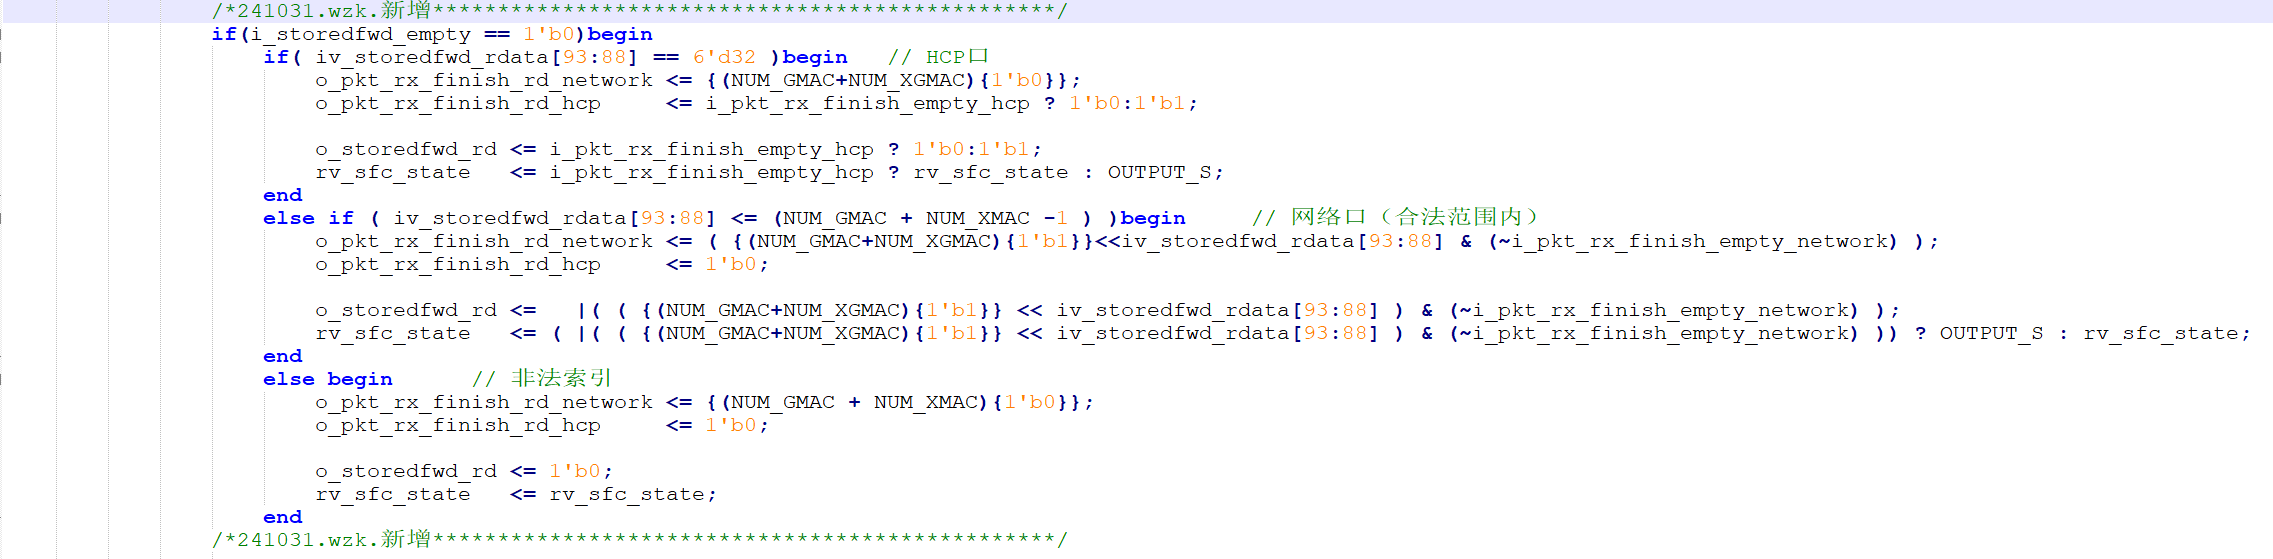 /*241031.wzk.新增************************************************/
if(i_storedfwd_empty == 1'b0)begin
if( iv_storedfwd_rdata[93:88] == 6'd32 )begin // HCP口
o_pkt_rx_finish_rd_network <= {(NUM_GMAC+NUM_XGMAC){1'b0}};
o_pkt_rx_finish_rd_hcp <= i_pkt_rx_finish_empty_hcp ? 1'b0:1'b1;
o_storedfwd_rd <= i_pkt_rx_finish_empty_hcp ? 1'b0:1'b1;
rv_sfc_state <= i_pkt_rx_finish_empty_hcp ? rv_sfc_state : OUTPUT_S;
end
else if ( iv_storedfwd_rdata[93:88] <= (NUM_GMAC + NUM_XMAC -1 ) )begin // 网络口（合法范围内）
o_pkt_rx_finish_rd_network <= ( {(NUM_GMAC+NUM_XGMAC){1'b1}}<<iv_storedfwd_rdata[93:88] & (~i_pkt_rx_finish_empty_network) );
o_pkt_rx_finish_rd_hcp <= 1'b0;
o_storedfwd_rd <= |( ( {(NUM_GMAC+NUM_XGMAC){1'b1}} << iv_storedfwd_rdata[93:88] ) & (~i_pkt_rx_finish_empty_network) );
rv_sfc_state <= ( |( ( {(NUM_GMAC+NUM_XGMAC){1'b1}} << iv_storedfwd_rdata[93:88] ) & (~i_pkt_rx_finish_empty_network) )) ? OUTPUT_S : rv_sfc_state;
end
else begin // 非法索引
o_pkt_rx_finish_rd_network <= {(NUM_GMAC + NUM_XMAC){1'b0}};
o_pkt_rx_finish_rd_hcp <= 1'b0;
o_storedfwd_rd <= 1'b0;
rv_sfc_state <= rv_sfc_state;
end
/*241031.wzk.新增************************************************/